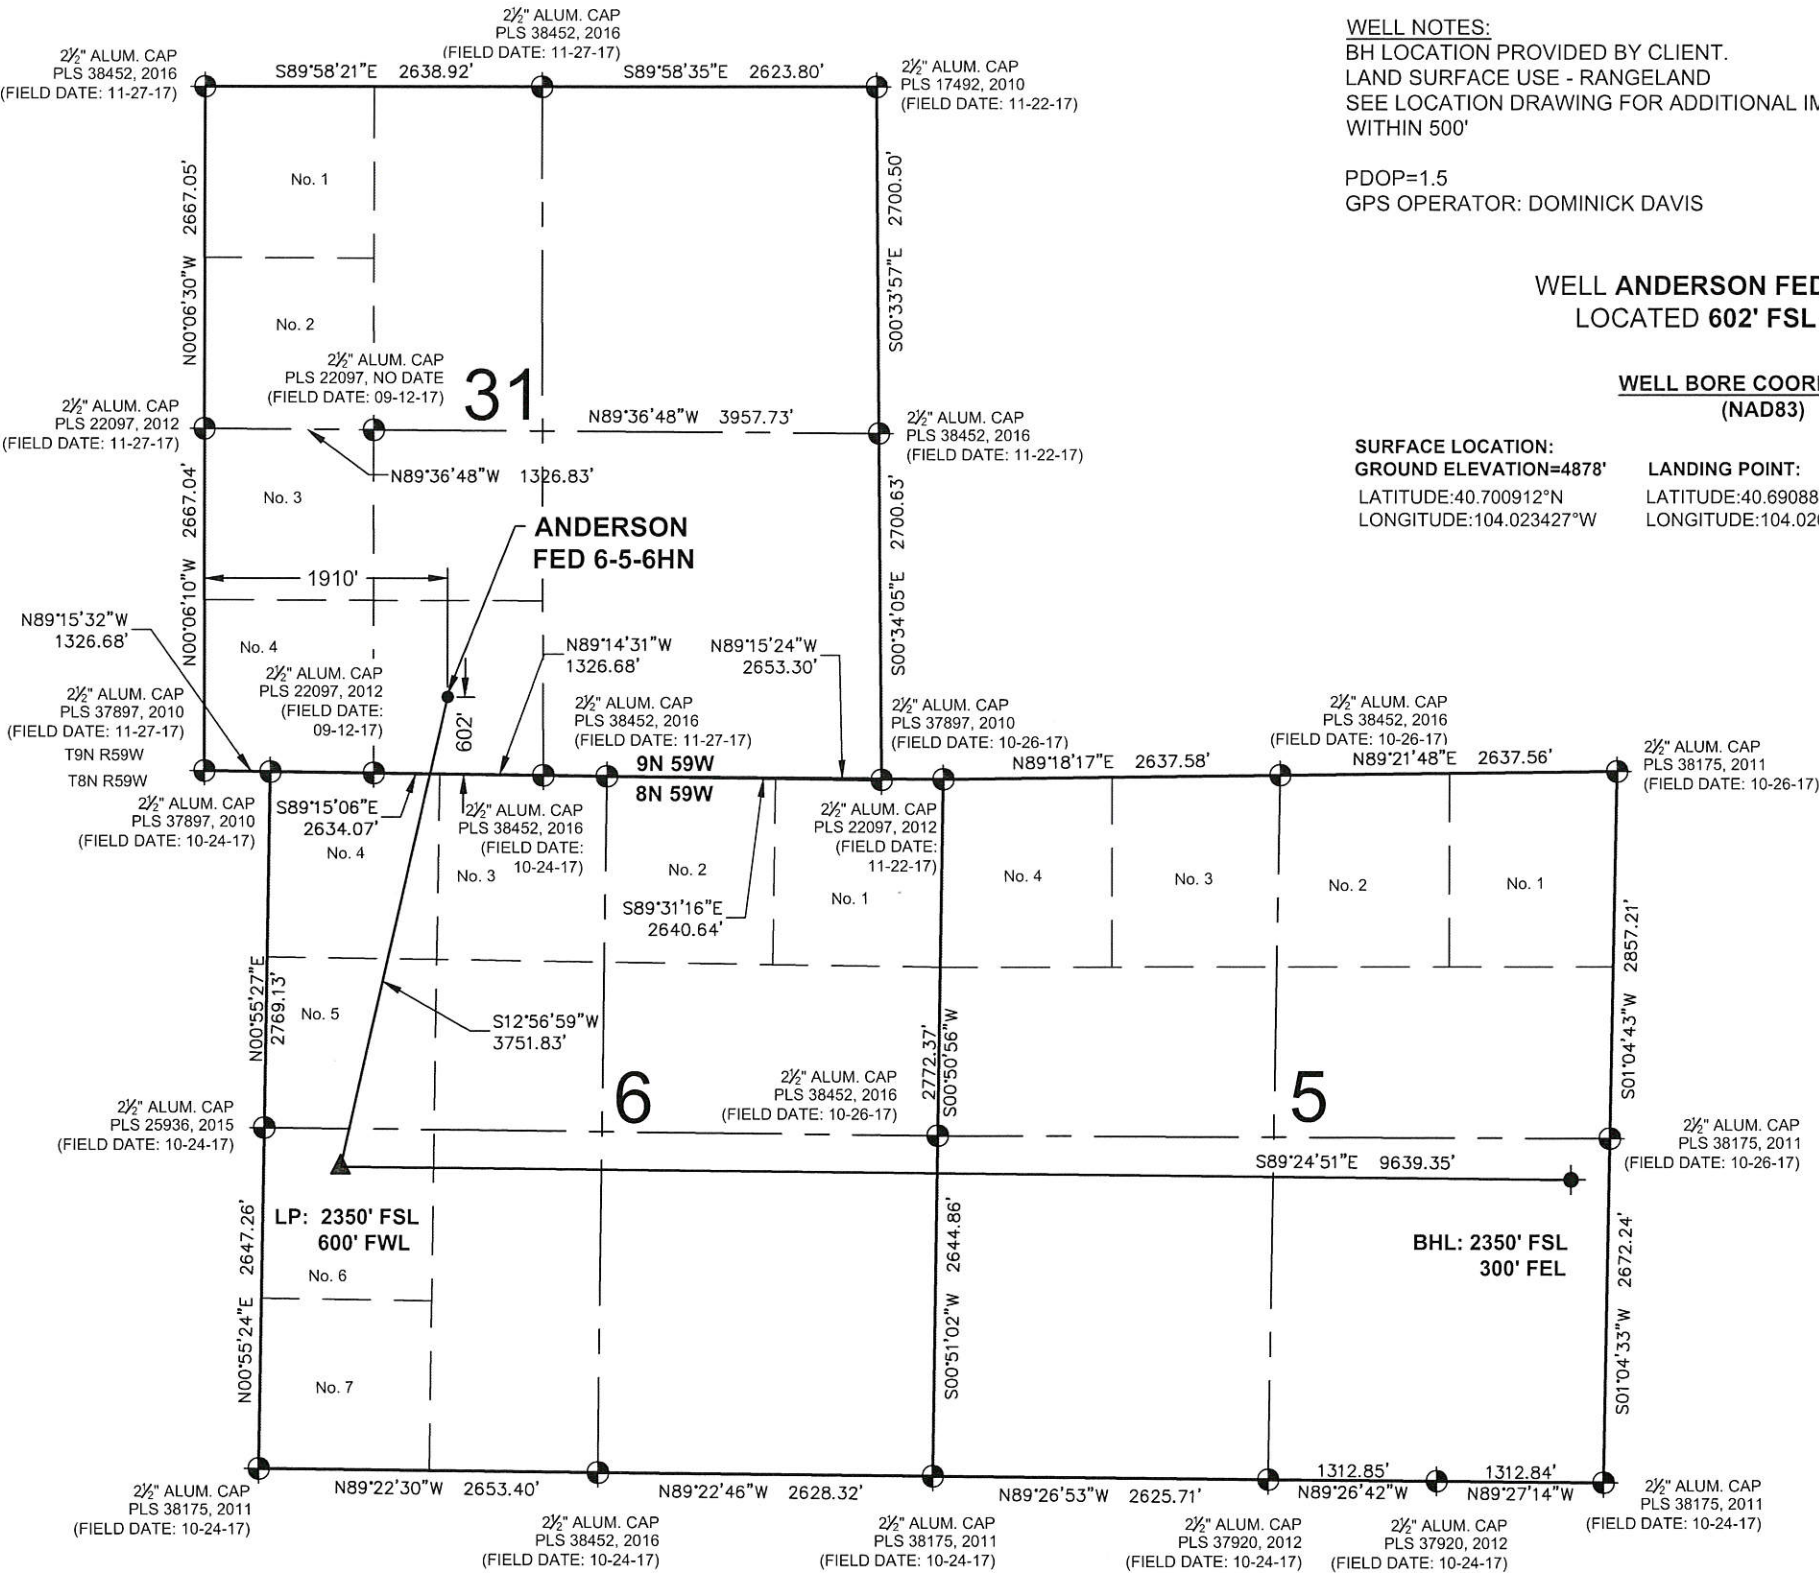 2½" ALUM. CAP
PLS 38452, 2016
(FIELD DATE: 11-27-17)
2½" ALUM. CAP
PLS 38452, 2016
(FIELD DATE: 11-27-17)
S89°58'21"E 2638.92'
S89°58'35"E 2623.80'
2½" ALUM. CAP
PLS 17492, 2010
(FIELD DATE: 11-22-17)
WELL NOTES:
BH LOCATION PROVIDED BY CLIENT.
LAND SURFACE USE - RANGELAND
SEE LOCATION DRAWING FOR ADDITIONAL
WITHIN 500'
PDOP=1.5
GPS OPERATOR: DOMINICK DAVIS
WELL ANDERSON FED
LOCATED 602' FSL
WELL BORE
(NAD83)
SURFACE LOCATION:
GROUND ELEVATION=4878'
LATITUDE:40.700912°N
LONGITUDE:104.023427°W
LANDING POINT:
LATITUDE:40.69088
LONGITUDE:104.02
N00°06'30"W 2667.05'
No. 1
No. 2
S00°33'57"E 2700.50'
2½" ALUM. CAP
PLS 22097, NO DATE
(FIELD DATE: 09-12-17)
31
2½" ALUM. CAP
PLS 22097, 2012
(FIELD DATE: 11-27-17)
N89°36'48"W 3957.73'
2½" ALUM. CAP
PLS 38452, 2016
(FIELD DATE: 11-22-17)
N89°36'48"W 1326.83'
No. 3
N00°06'10"W 2667.04'
S00°34'05"E 2700.63'
ANDERSON
FED 6-5-6HN
1910'
N89°15'32"W
1326.68'
No. 4
N89°14'31"W
1326.68'
N89°15'24"W
2653.30'
2½" ALUM. CAP
PLS 22097, 2012
(FIELD DATE:
09-12-17)
602'
2½" ALUM. CAP
PLS 37897, 2010
(FIELD DATE: 11-27-17)
2½" ALUM. CAP
PLS 38452, 2016
(FIELD DATE: 11-27-17)
2½" ALUM. CAP
PLS 37897, 2010
(FIELD DATE: 10-26-17)
2½" ALUM. CAP
PLS 38452, 2016
(FIELD DATE: 10-26-17)
T9N R59W
T8N R59W
9N 59W
8N 59W
N89°18'17"E 2637.58'
N89°21'48"E 2637.56'
2½" ALUM. CAP
PLS 38175, 2011
(FIELD DATE: 10-26-17)
2½" ALUM. CAP
PLS 37897, 2010
(FIELD DATE: 10-24-17)
S89°15'06"E
2634.07'
2½" ALUM. CAP
PLS 38452, 2016
(FIELD DATE:
10-24-17)
2½" ALUM. CAP
PLS 22097, 2012
(FIELD DATE:
11-22-17)
No. 4
No. 3
No. 2
No. 1
No. 4
No. 3
No. 2
No. 1
S89°31'16"E
2640.64'
N00°55'27"E
2769.13'
No. 5
S12°56'59"W
3751.83'
2772.37'
S00°50'56"W
S01°04'43"W 2857.21'
6
5
2½" ALUM. CAP
PLS 38452, 2016
(FIELD DATE: 10-26-17)
2½" ALUM. CAP
PLS 25936, 2015
(FIELD DATE: 10-24-17)
2½" ALUM. CAP
PLS 38175, 2011
(FIELD DATE: 10-26-17)
S89°24'51"E 9639.35'
LP: 2350' FSL
600' FWL
BHL: 2350' FSL
300' FEL
N00°55'24"E 2647.26'
S00°51'02"W 2644.86'
S01°04'33"W 2672.24'
No. 6
No. 7
N89°22'30"W 2653.40'
N89°22'46"W 2628.32'
N89°26'53"W 2625.71'
1312.85'
N89°26'42"W
1312.84'
N89°27'14"W
2½" ALUM. CAP
PLS 38175, 2011
(FIELD DATE: 10-24-17)
2½" ALUM. CAP
PLS 38452, 2016
(FIELD DATE: 10-24-17)
2½" ALUM. CAP
PLS 38175, 2011
(FIELD DATE: 10-24-17)
2½" ALUM. CAP
PLS 37920, 2012
(FIELD DATE: 10-24-17)
2½" ALUM. CAP
PLS 37920, 2012
(FIELD DATE: 10-24-17)
2½" ALUM. CAP
PLS 38175, 2011
(FIELD DATE: 10-24-17)